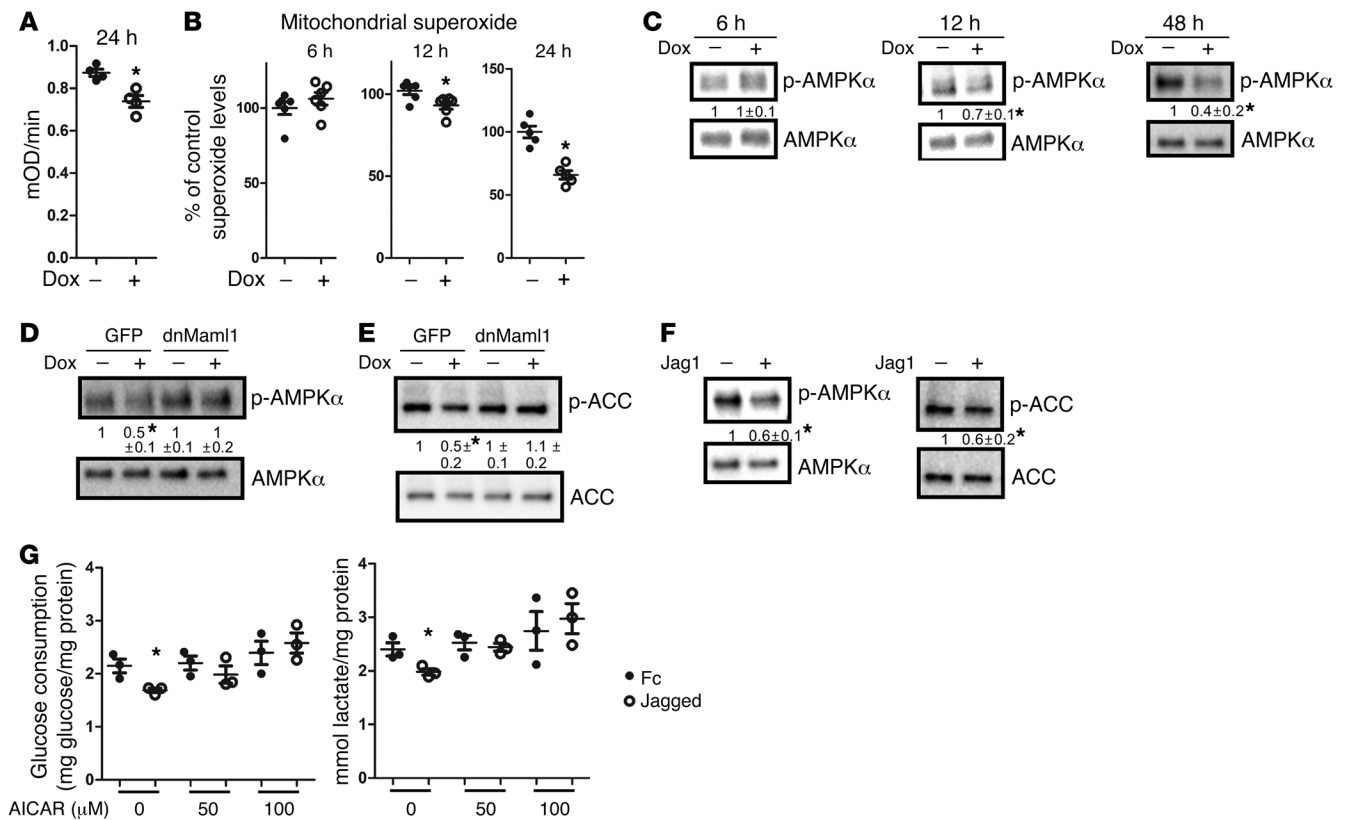 A
24 h
mOD/min
1.0
0.8
0.6
0.4
0.2
0.0
*
Dox − +
B
Mitochondrial superoxide
% of control
superoxide levels
6 h
100
50
0
Dox − +
12 h
100
50
0
*
− +
24 h
150
100
50
0
*
− +
C
6 h
Dox − +
p-AMPKα
1 1±0.1
AMPKα
12 h
Dox − +
p-AMPKα
1 0.7±0.1*
AMPKα
48 h
Dox − +
p-AMPKα
1 0.4±0.2*
AMPKα
D
GFP dnMaml1
Dox − + − +
p-AMPKα
1 0.5* 1 1
±0.1 ±0.1 ±0.2
AMPKα
E
GFP dnMaml1
Dox − + − +
p-ACC
1 0.5±* 1 ± 1.1 ±
0.2 0.1 0.2
ACC
F
Jag1 − +
p-AMPKα
1 0.6±0.1*
AMPKα
Jag1 − +
p-ACC
1 0.6±0.2*
ACC
G
Glucose consumption
(mg glucose/mg protein)
4
3
2
1
0
*
AICAR (μM) 0 50 100
mmol lactate/mg protein
4
3
2
1
0
*
0 50 100
Fc
Jagged